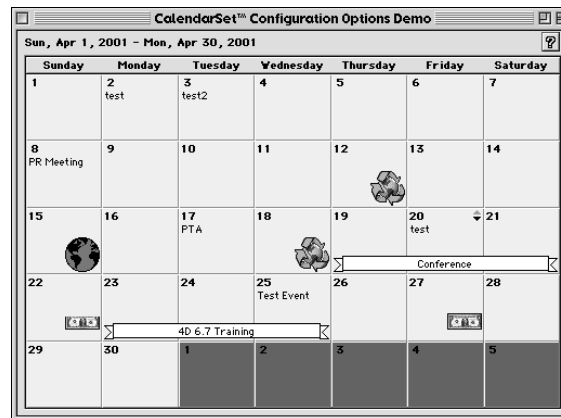 CalendarSet™ Configuration Options Demo
Sun, Apr 1, 2001 - Mon, Apr 30, 2001 ?
Sunday Monday Tuesday Wednesday Thursday Friday Saturday
1 2 3 4 5 6 7
test test2
8 9 10 11 12 13 14
PR Meeting
15 16 17 18 19 20 21
PTA test
Conference
22 23 24 25 26 27 28
Test Event
4D 6.7 Training
29 30 1 2 3 4 5